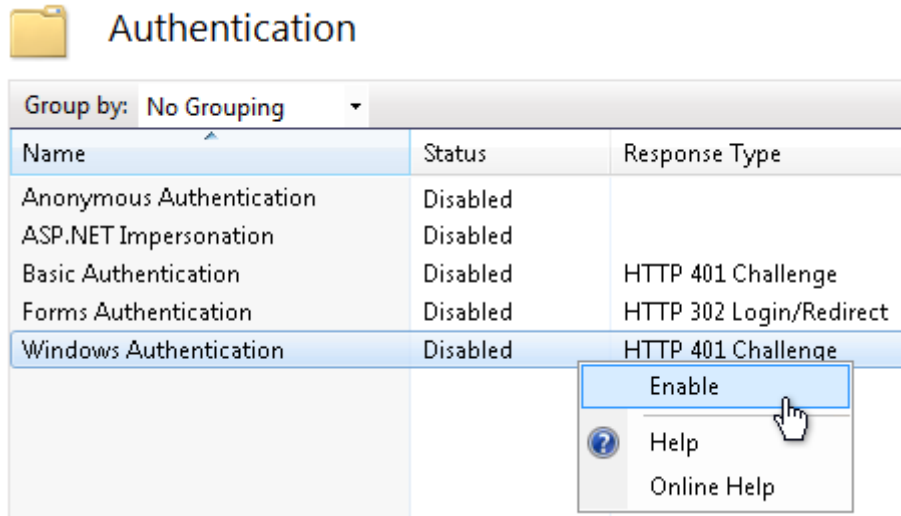 Authentication
Group by: No Grouping
Name Status Response Type
Anonymous Authentication Disabled
ASP.NET Impersonation Disabled
Basic Authentication Disabled HTTP 401 Challenge
Forms Authentication Disabled HTTP 302 Login/Redirect
Windows Authentication Disabled HTTP 401 Challenge
Enable
Help
Online Help